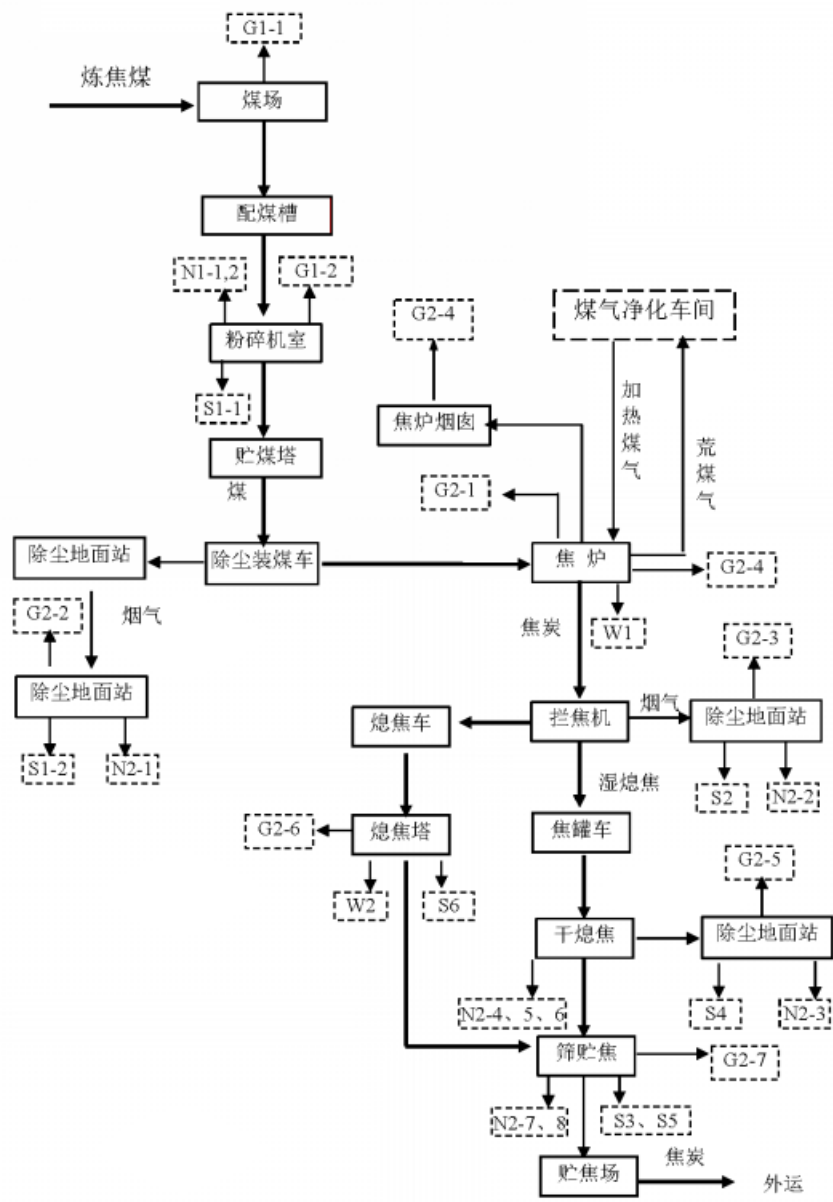 G1-1
炼焦煤
煤场
配煤槽
N1-1,2
G1-2
G2-4
煤气净化车间
粉碎机室
S1-1
焦炉烟囱
加热煤气
荒煤气
贮煤塔
煤
G2-1
除尘地面站
除尘装煤车
焦 炉
G2-4
G2-2
烟气
焦炭
W1
G2-3
除尘地面站
熄焦车
拦焦机
烟气
除尘地面站
S1-2
N2-1
湿熄焦
S2
N2-2
G2-6
熄焦塔
焦罐车
G2-5
W2
S6
干熄焦
除尘地面站
N2-4、5、6
S4
N2-3
筛贮焦
G2-7
N2-7、8
S3、S5
贮焦场
焦炭
外运